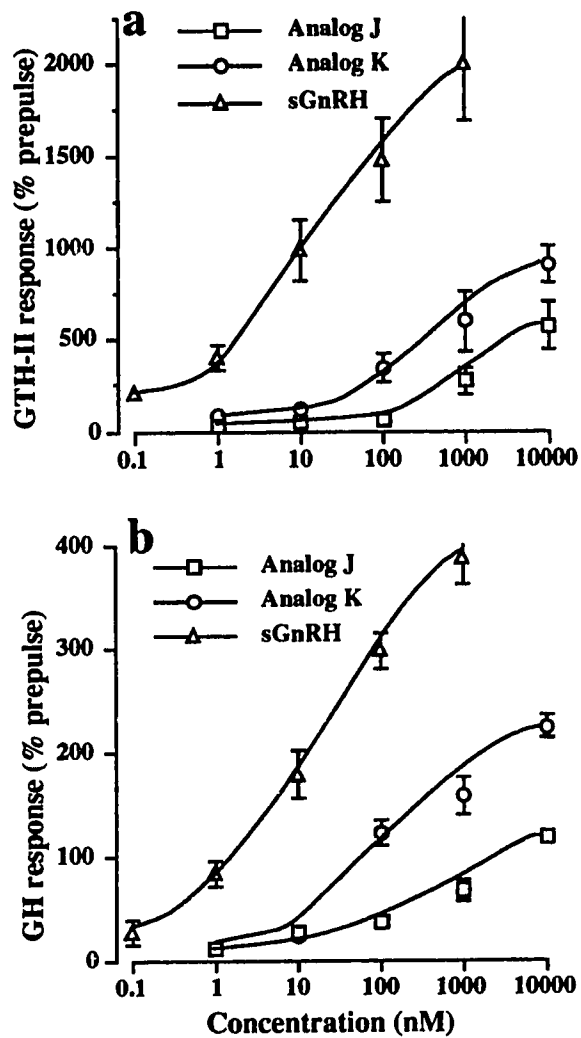 a
Analog J
Analog K
sGnRH
GTH-II response (% prepulse)
2000
1500
1000
500
0
0.1 1 10 100 1000 10000
b
Analog J
Analog K
sGnRH
GH response (% prepulse)
400
300
200
100
0
0.1 1 10 100 1000 10000
Concentration (nM)